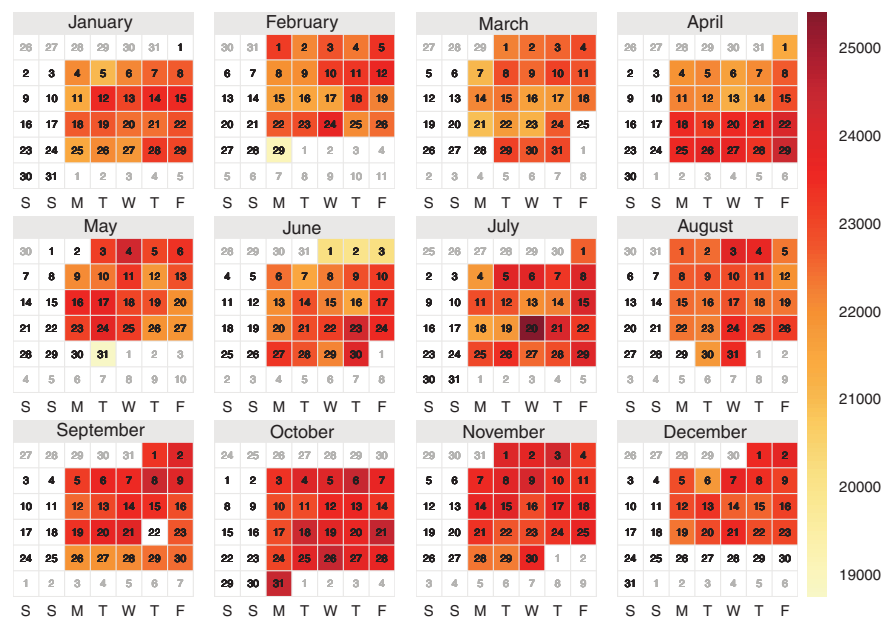 January February March April
26 27 28 29 30 31 1 30 31 1 2 3 4 5 27 28 29 1 2 3 4 26 27 28 29 30 31 1
2 3 4 5 6 7 8 6 7 8 9 10 11 12 5 6 7 8 9 10 11 2 3 4 5 6 7 8
9 10 11 12 13 14 15 13 14 15 16 17 18 19 12 13 14 15 16 17 18 9 10 11 12 13 14 15
16 17 18 19 20 21 22 20 21 22 23 24 25 26 19 20 21 22 23 24 25 16 17 18 19 20 21 22
23 24 25 26 27 28 29 27 28 29 1 2 3 4 26 27 28 29 30 31 1 23 24 25 26 27 28 29
30 31 1 2 3 4 5 5 6 7 8 9 10 11 2 3 4 5 6 7 8 30 1 2 3 4 5 6
S S M T W T F S S M T W T F S S M T W T F S S M T W T F
May June July August
30 1 2 3 4 5 6 28 29 30 31 1 2 3 25 26 27 28 29 30 1 30 31 1 2 3 4 5
7 8 9 10 11 12 13 4 5 6 7 8 9 10 2 3 4 5 6 7 8 6 7 8 9 10 11 12
14 15 16 17 18 19 20 11 12 13 14 15 16 17 9 10 11 12 13 14 15 13 14 15 16 17 18 19
21 22 23 24 25 26 27 18 19 20 21 22 23 24 16 17 18 19 20 21 22 20 21 22 23 24 25 26
28 29 30 31 1 2 3 25 26 27 28 29 30 1 23 24 25 26 27 28 29 27 28 29 30 31 1 2
4 5 6 7 8 9 10 2 3 4 5 6 7 8 30 31 1 2 3 4 5 3 4 5 6 7 8 9
S S M T W T F S S M T W T F S S M T W T F S S M T W T F
September October November December
27 28 29 30 31 1 2 24 25 26 27 28 29 30 29 30 31 1 2 3 4 26 27 28 29 30 1 2
3 4 5 6 7 8 9 1 2 3 4 5 6 7 5 6 7 8 9 10 11 3 4 5 6 7 8 9
10 11 12 13 14 15 16 8 9 10 11 12 13 14 12 13 14 15 16 17 18 10 11 12 13 14 15 16
17 18 19 20 21 22 23 15 16 17 18 19 20 21 19 20 21 22 23 24 25 17 18 19 20 21 22 23
24 25 26 27 28 29 30 22 23 24 25 26 27 28 26 27 28 29 30 1 2 24 25 26 27 28 29 30
1 2 3 4 5 6 7 29 30 31 1 2 3 4 3 4 5 6 7 8 9 31 1 2 3 4 5 6
S S M T W T F S S M T W T F S S M T W T F S S M T W T F
25000
24000
23000
22000
21000
20000
19000